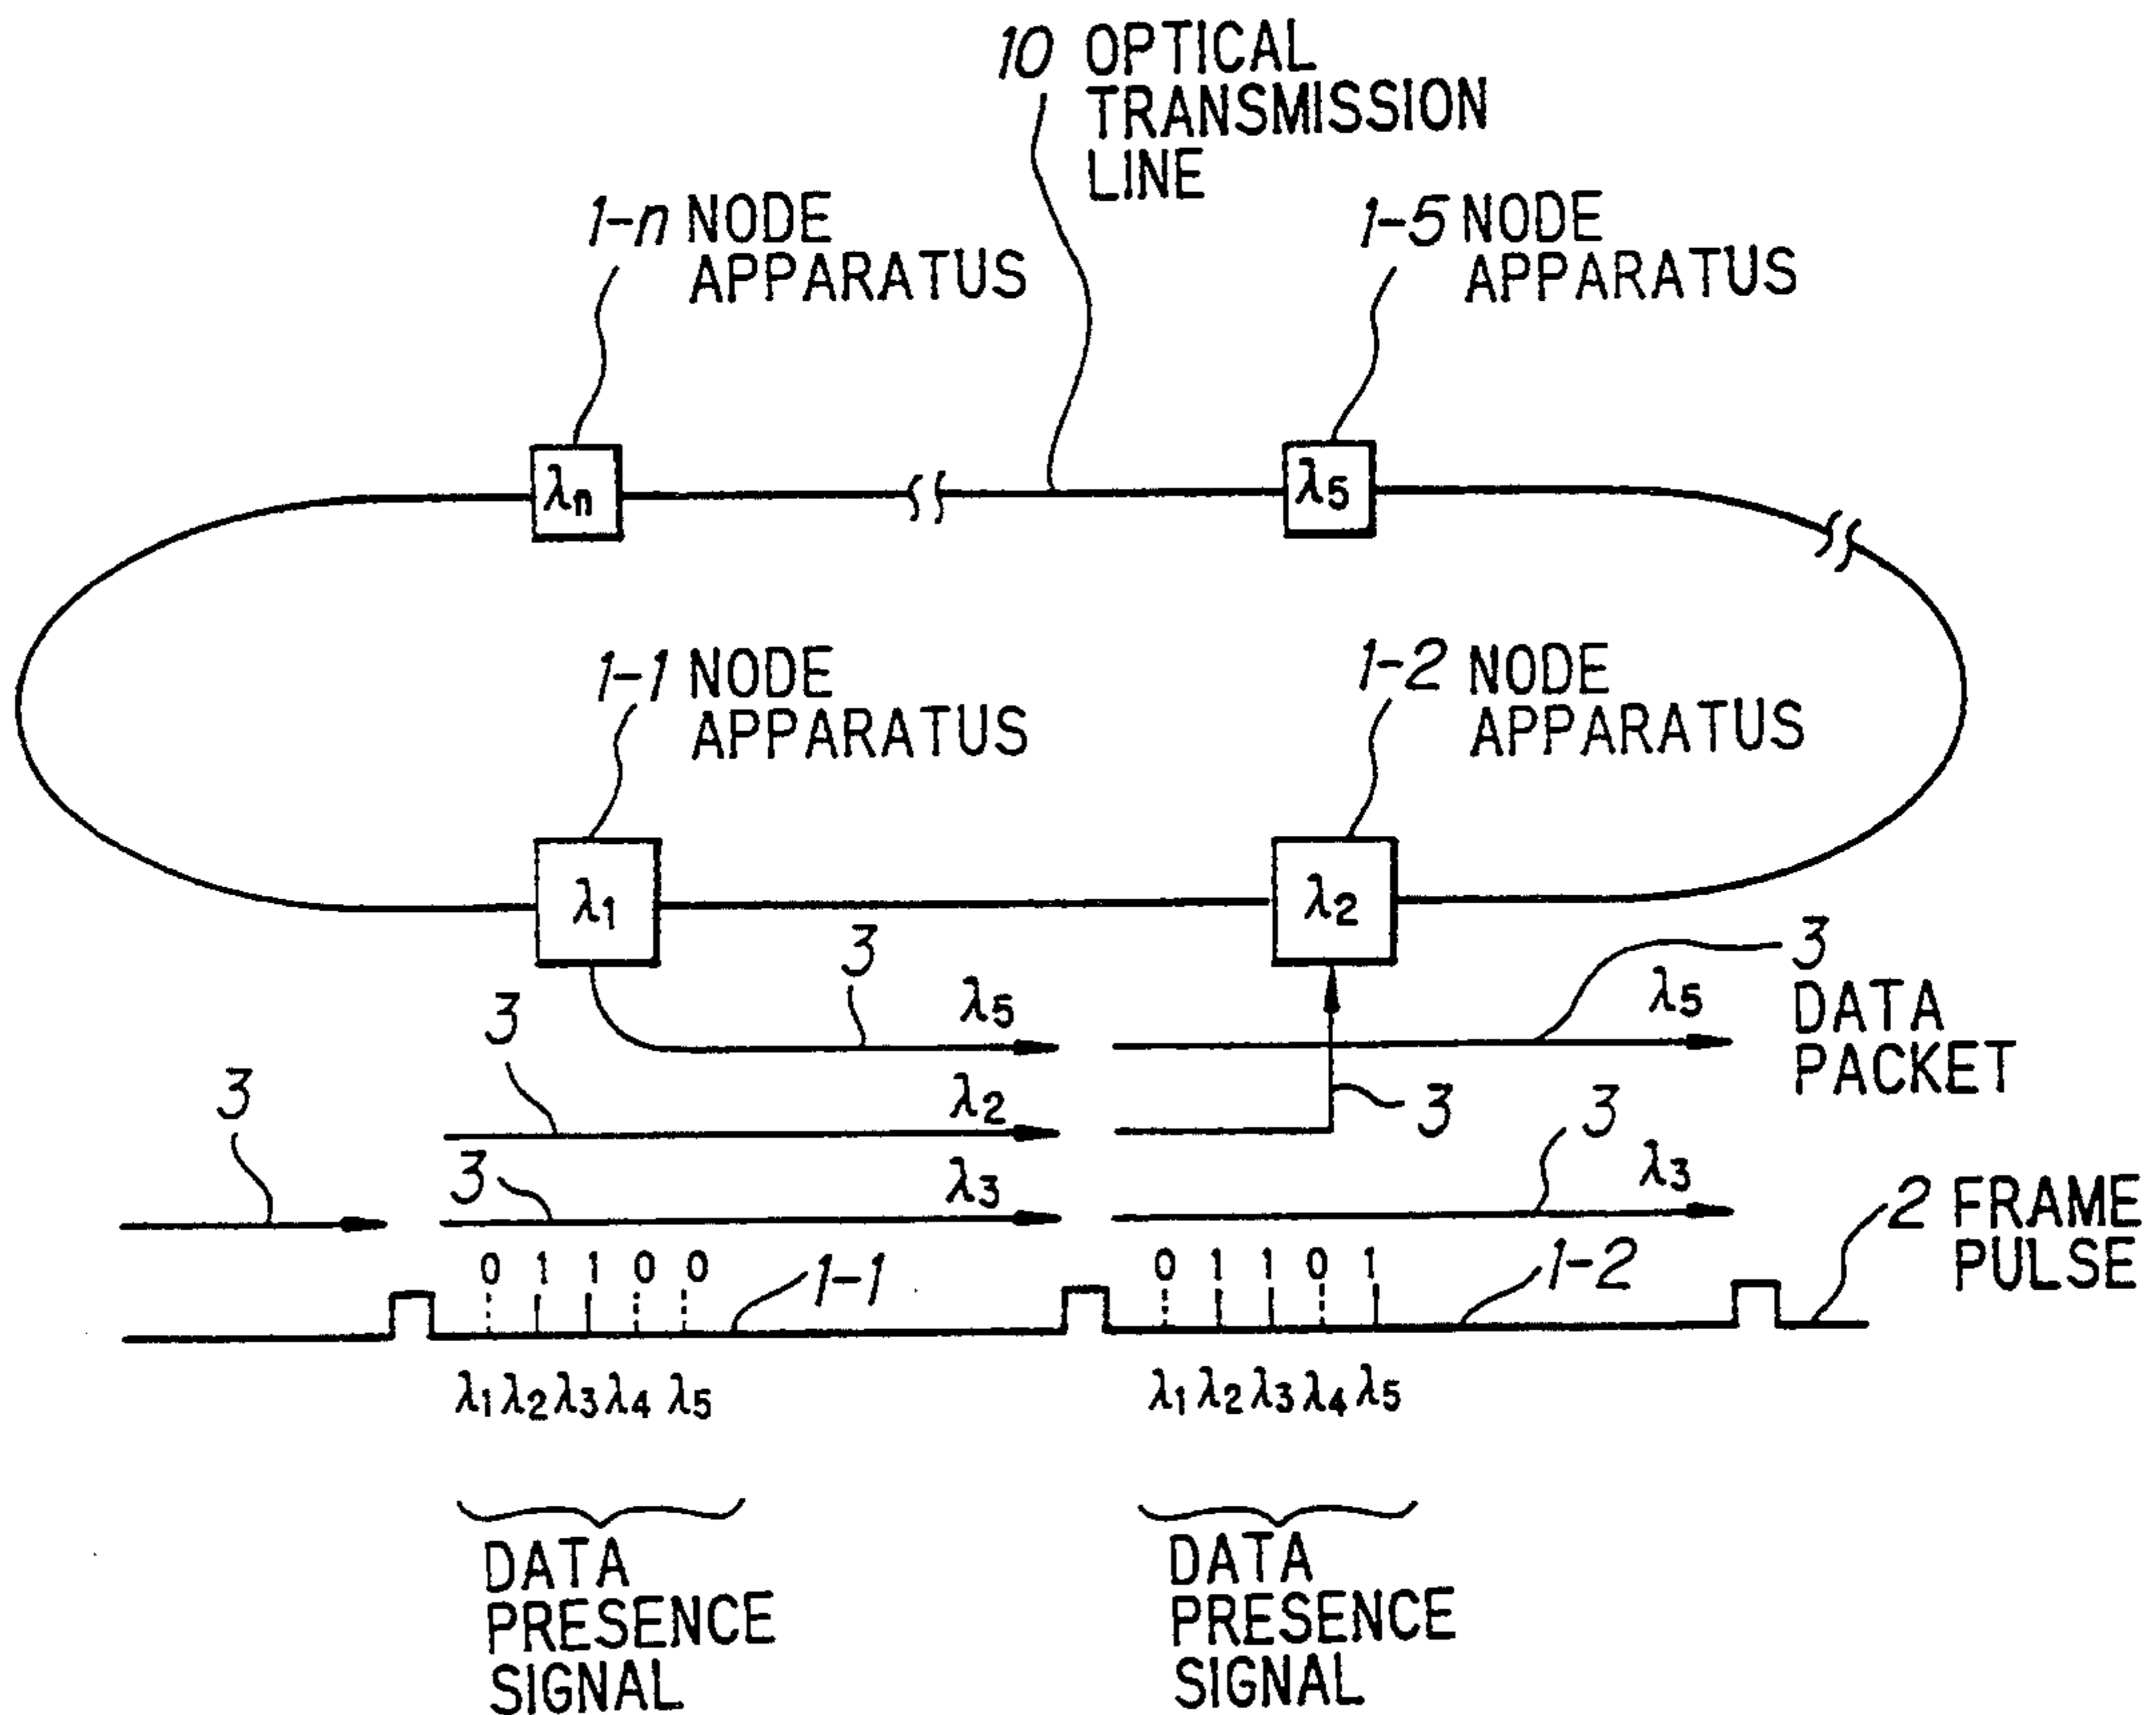 10 OPTICAL
TRANSMISSION
LINE
1-n NODE
APPARATUS
1-5 NODE
APPARATUS
λn
λ5
1-1 NODE
APPARATUS
1-2 NODE
APPARATUS
λ1
λ2
3
λ5
3
λ5
3
DATA
PACKET
3
λ2
3
3
3
λ3
3
λ3
2 FRAME
PULSE
0 1 1 0 0
1-1
0 1 1 0 1
1-2
λ1 λ2 λ3 λ4 λ5
λ1 λ2 λ3 λ4 λ5
DATA
PRESENCE
SIGNAL
DATA
PRESENCE
SIGNAL